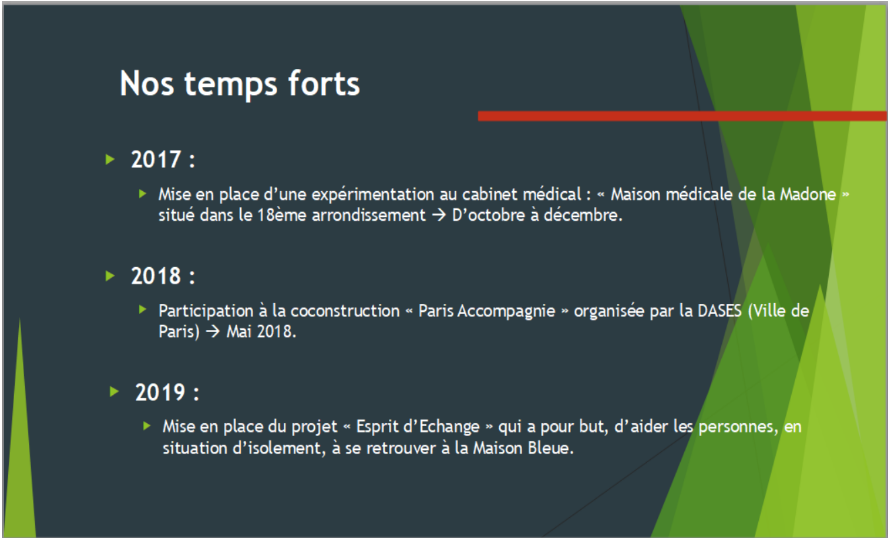 Nos temps forts
2017 :
Mise en place d'une expérimentation au cabinet médical : « Maison médicale de la Madone »
situé dans le 18ème arrondissement → D'octobre à décembre.
2018 :
Participation à la coconstruction « Paris Accompagnie » organisée par la DASES (Ville de
Paris) → Mai 2018.
2019 :
Mise en place du projet « Esprit d'Echange » qui a pour but, d'aider les personnes, en
situation d'isolement, à se retrouver à la Maison Bleue.